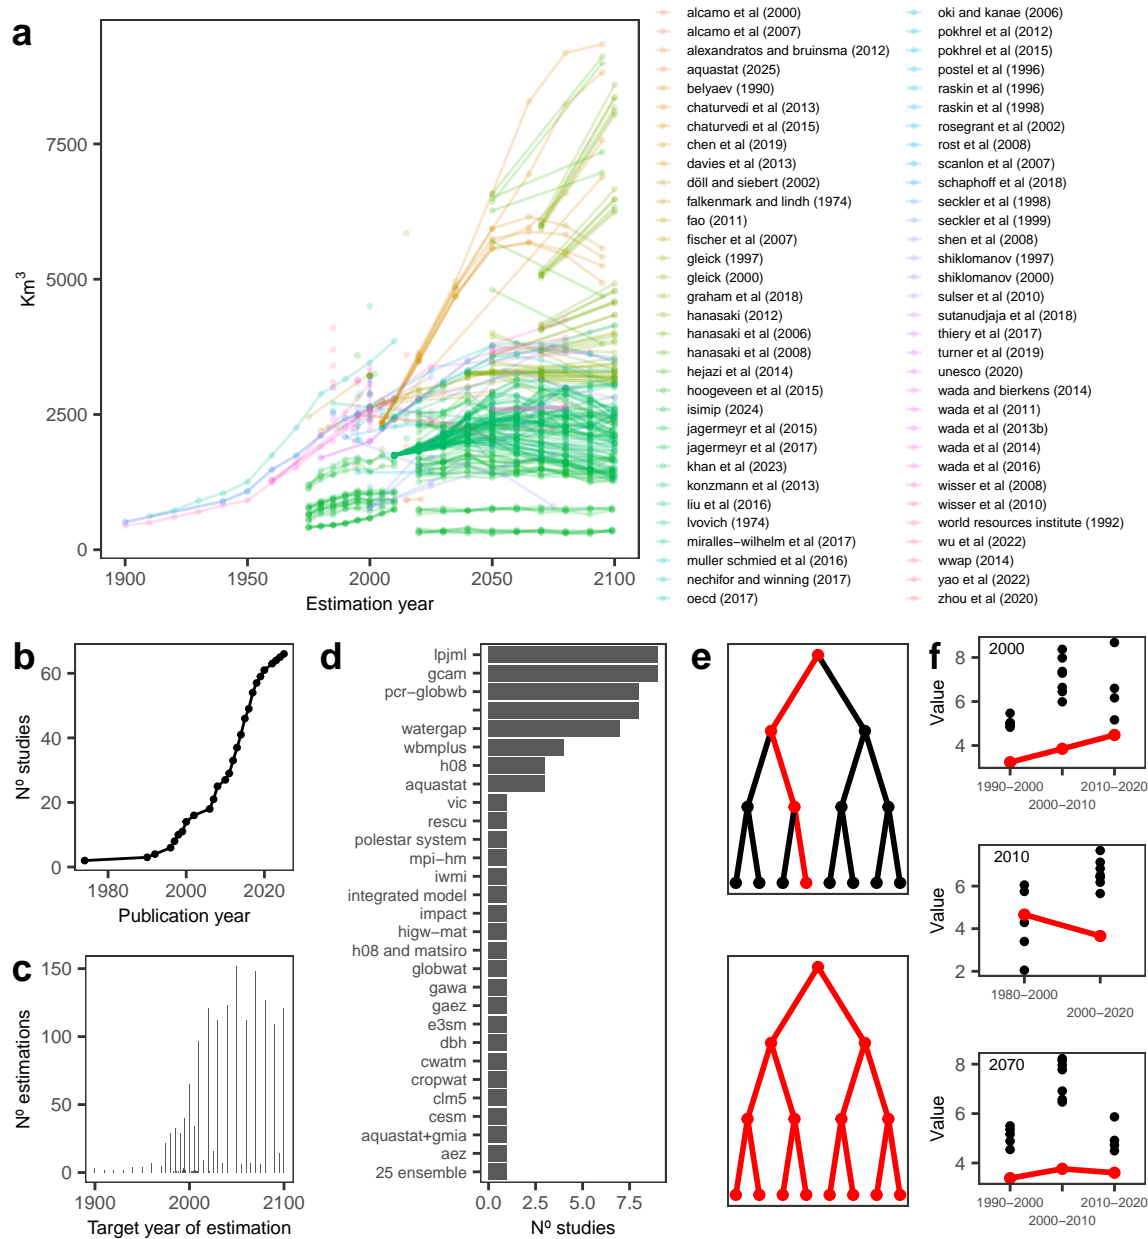 a
7500
5000
2500
0
Km³
1900
1950
2000
2050
2100
Estimation year
alcamo et al (2000)
alcamo et al (2007)
alexandratos and bruinsma (2012)
aquastat (2025)
belyaev (1990)
chaturvedi et al (2013)
chaturvedi et al (2015)
chen et al (2019)
davies et al (2013)
döll and siebert (2002)
falkenmark and lindh (1974)
fao (2011)
fischer et al (2007)
gleick (1997)
gleick (2000)
graham et al (2018)
hanasaki (2012)
hanasaki et al (2006)
hanasaki et al (2008)
hejazi et al (2014)
hoogeveen et al (2015)
isimip (2024)
jagermeyr et al (2015)
jagermeyr et al (2017)
khan et al (2023)
konzmann et al (2013)
liu et al (2016)
lvovich (1974)
miralles−wilhelm et al (2017)
muller schmied et al (2016)
nechifor and winning (2017)
oecd (2017)
oki and kanae (2006)
pokhrel et al (2012)
pokhrel et al (2015)
postel et al (1996)
raskin et al (1996)
raskin et al (1998)
rosegrant et al (2002)
rost et al (2008)
scanlon et al (2007)
schaphoff et al (2018)
seckler et al (1998)
seckler et al (1999)
shen et al (2008)
shiklomanov (1997)
shiklomanov (2000)
sulser et al (2010)
sutanudjaja et al (2018)
thiery et al (2017)
turner et al (2019)
unesco (2020)
wada and bierkens (2014)
wada et al (2011)
wada et al (2013b)
wada et al (2014)
wada et al (2016)
wisser et al (2008)
wisser et al (2010)
world resources institute (1992)
wu et al (2022)
wwap (2014)
yao et al (2022)
zhou et al (2020)
b
60
40
20
0
Nº studies
1980
2000
2020
Publication year
c
150
100
50
0
Nº estimations
1900
2000
2100
Target year of estimation
d
lpjml
gcam
pcr−globwb
watergap
wbmplus
h08
aquastat
vic
rescu
polestar system
mpi−hm
iwmi
integrated model
impact
higw−mat
h08 and matsiro
globwat
gawa
gaez
e3sm
dbh
cwatm
cropwat
clm5
cesm
aquastat+gmia
aez
25 ensemble
0.0
2.5
5.0
7.5
Nº studies
e
f
2000
8
6
4
Value
1990−2000
2000−2010
2010−2020
2010
6
4
2
Value
1980−2000
2000−2020
2070
8
6
4
Value
1990−2000
2000−2010
2010−2020